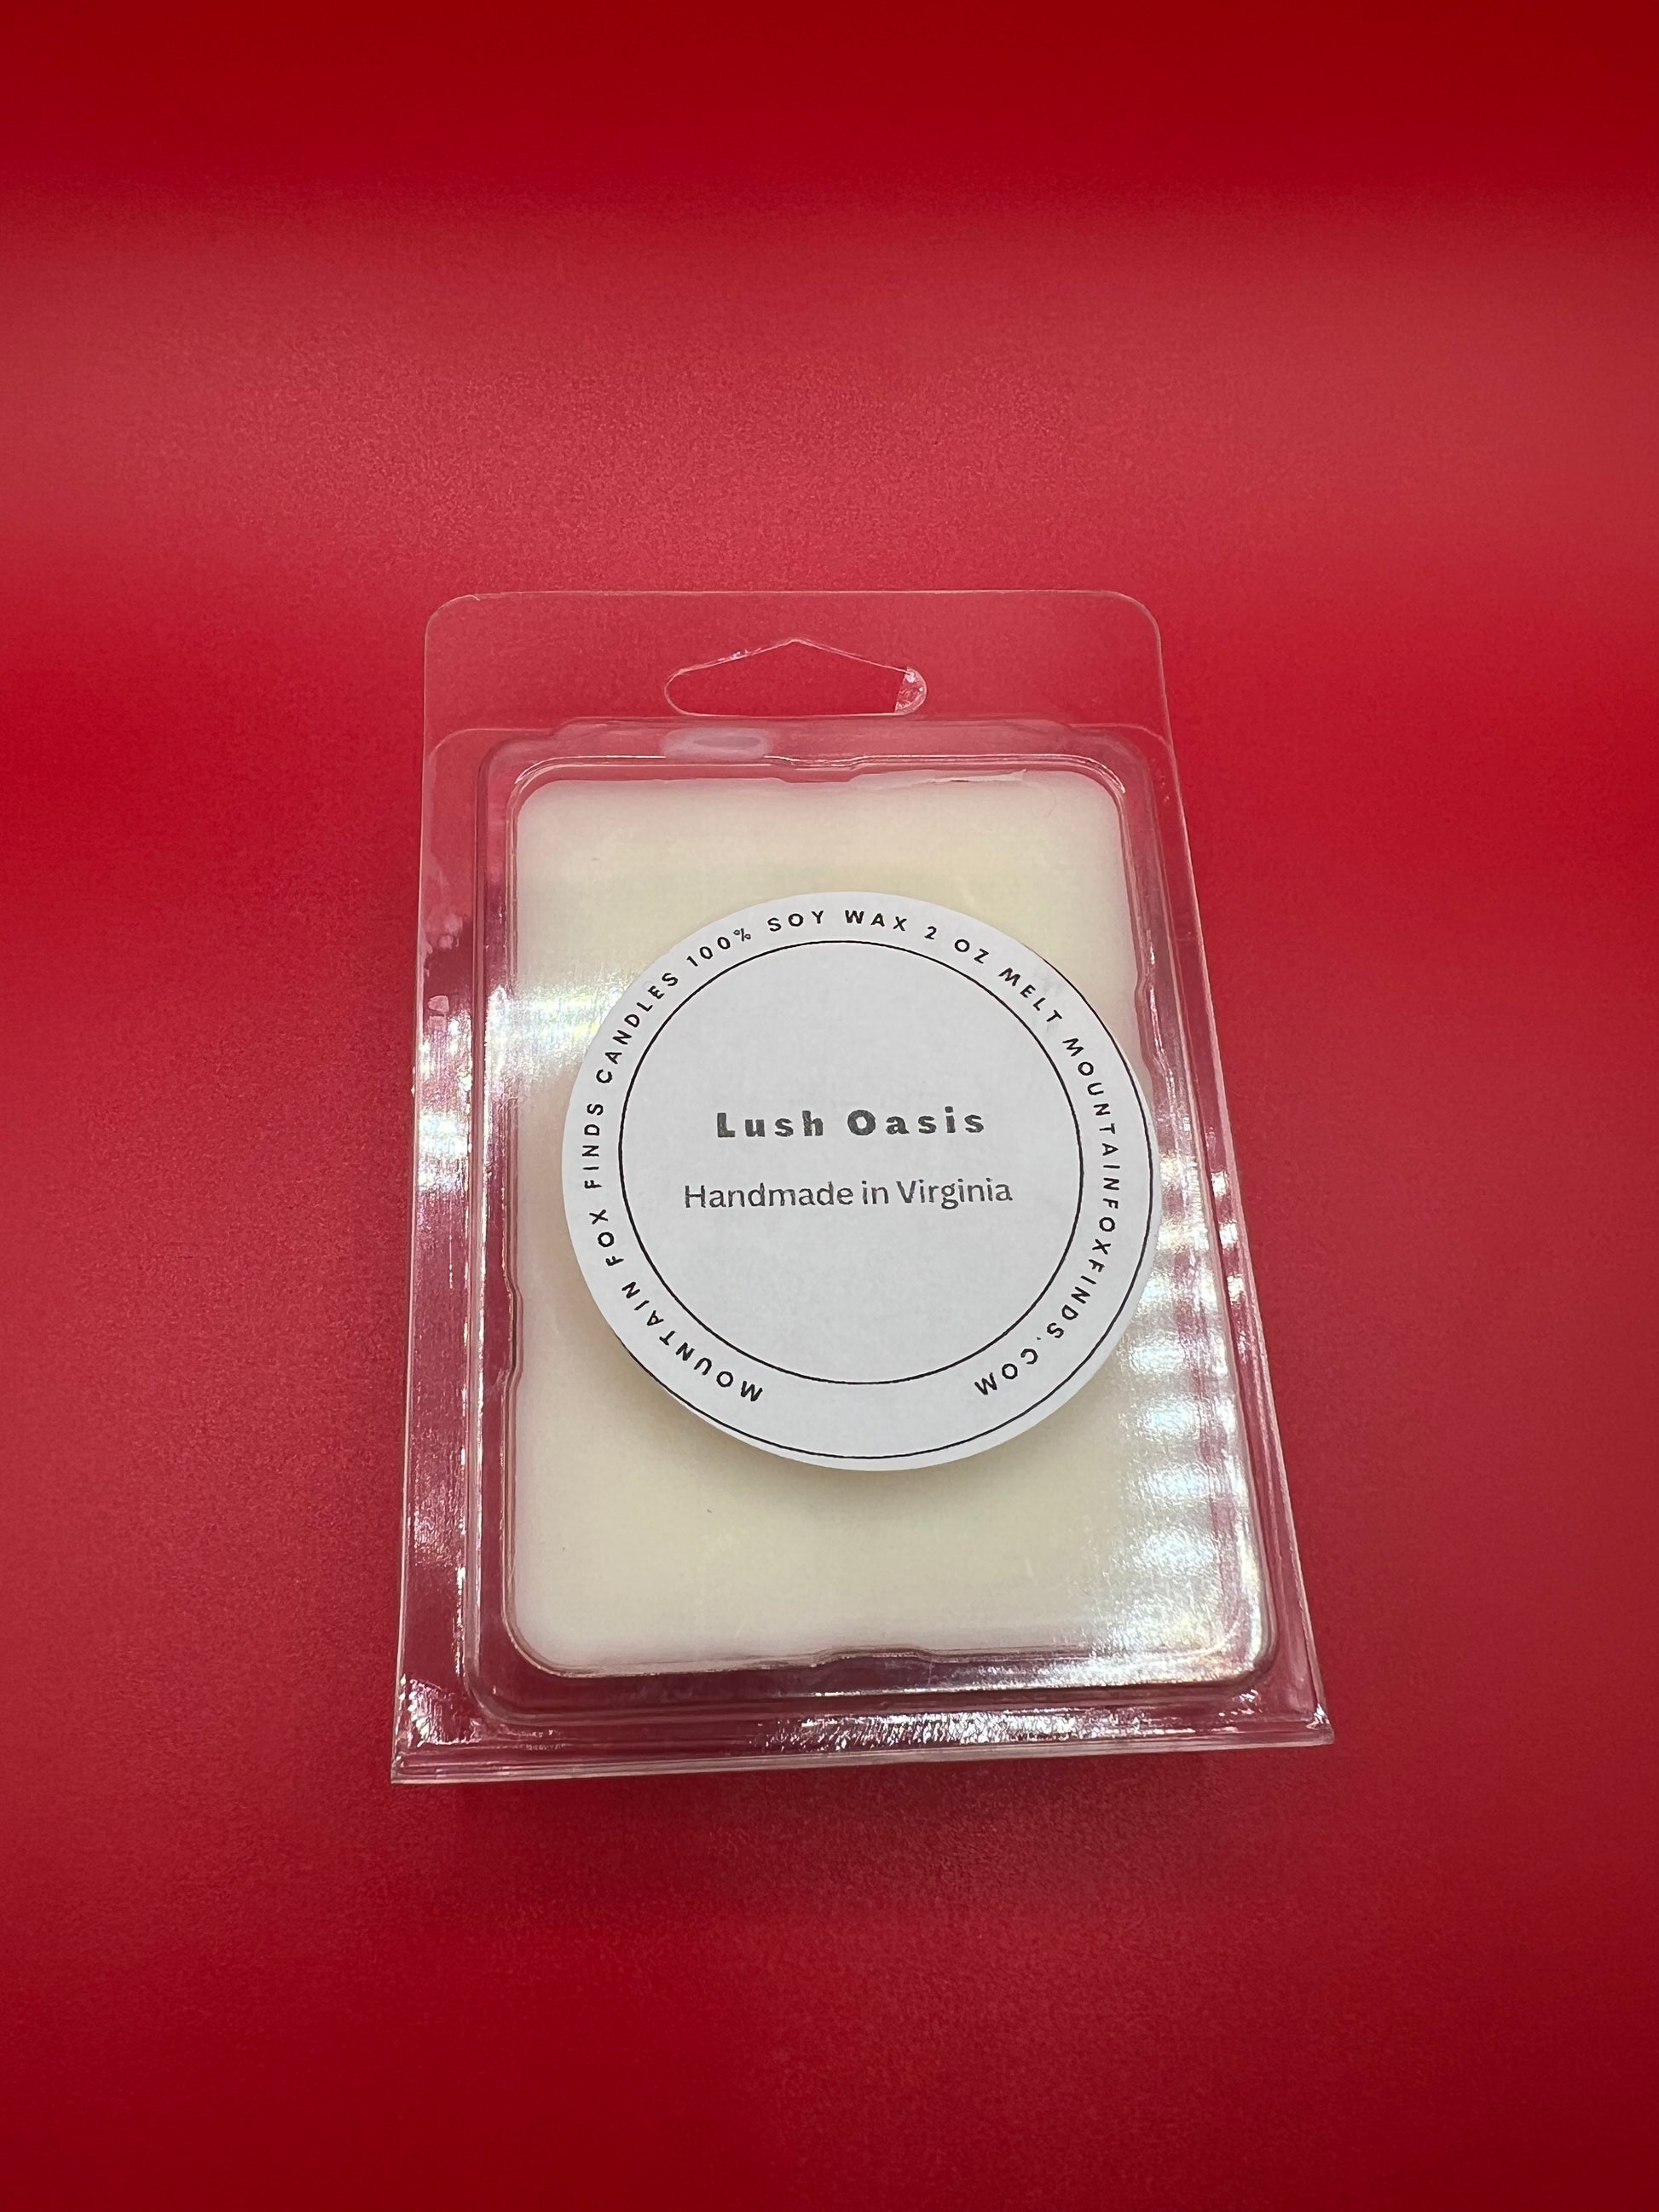 MOUNTAIN FOX FINDS CANDLES 100% SOY WAX 2 OZ MELT MOUNTAINFOXFINDS.COM
Lush Oasis
Handmade in Virginia